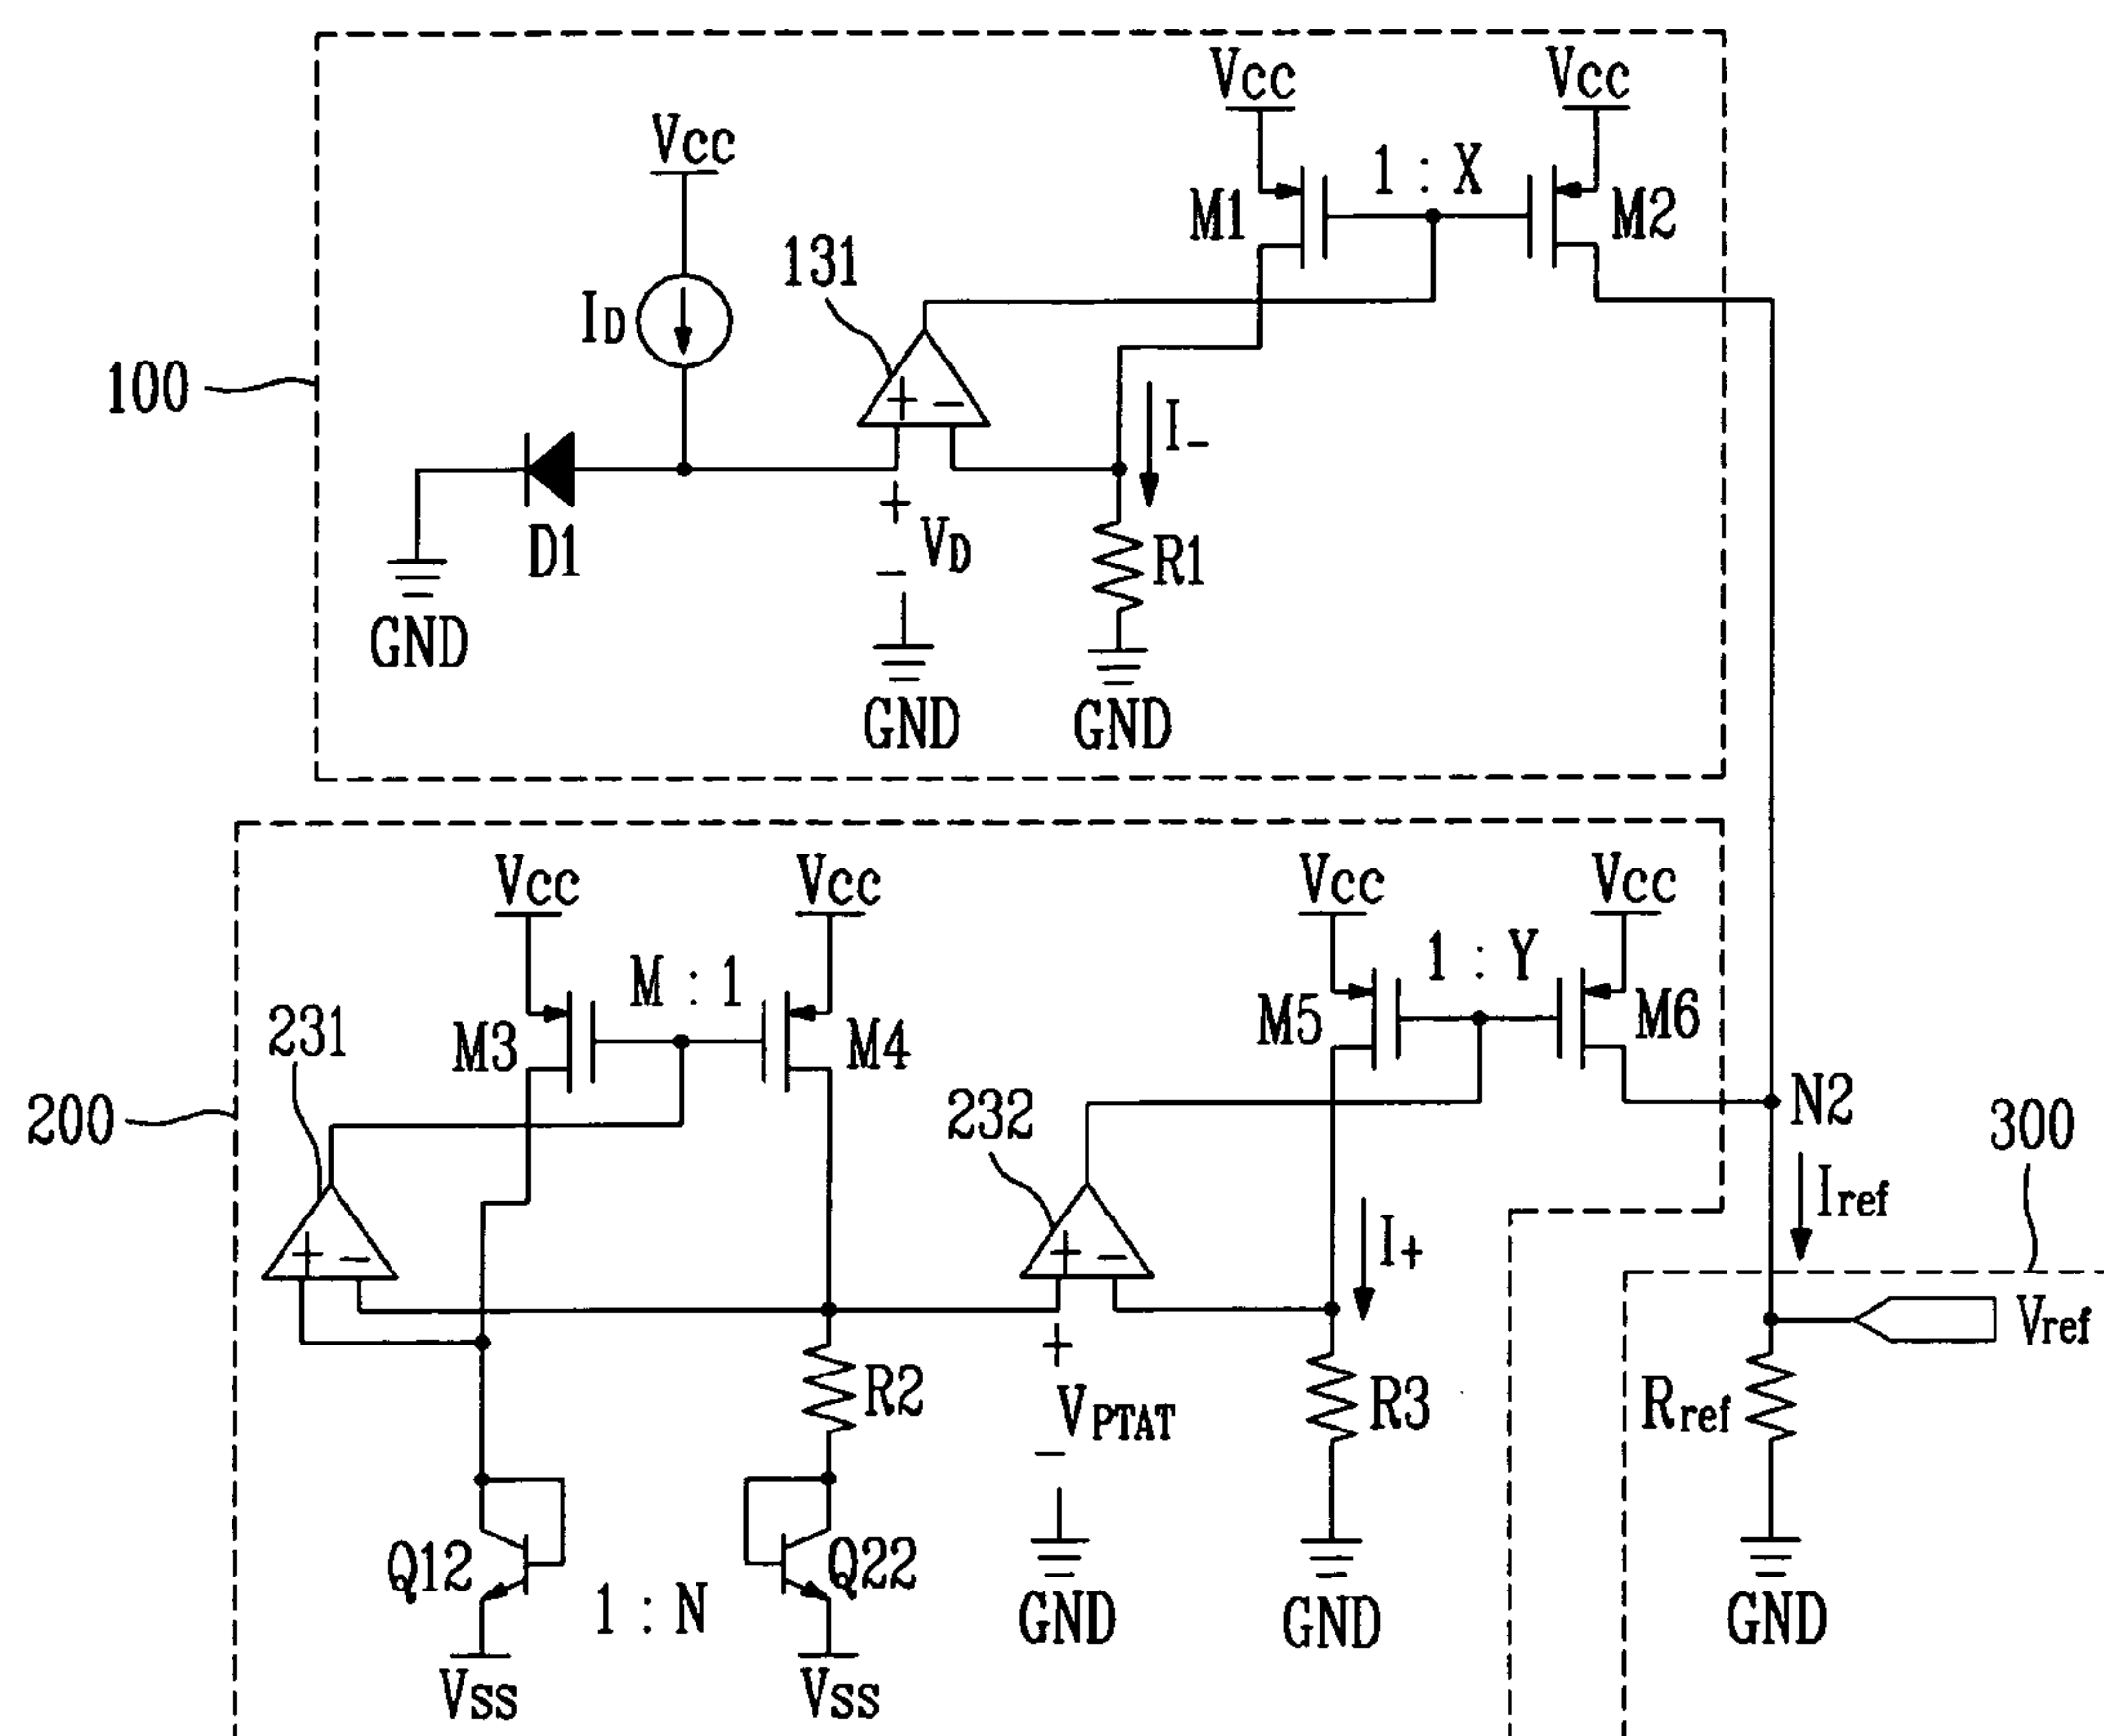 Vcc
Vcc
Vcc
1 : X
M1
M2
131
ID
100
+ −
I−
+
VD
−
D1
R1
GND
GND
GND
Vcc
Vcc
Vcc
Vcc
M : 1
1 : Y
M3
M4
M5
M6
231
200
232
N2
300
Iref
+ −
+ −
I+
Vref
+
VPTAT
−
R2
R3
Rref
Q12
Q22
1 : N
GND
GND
GND
Vss
Vss